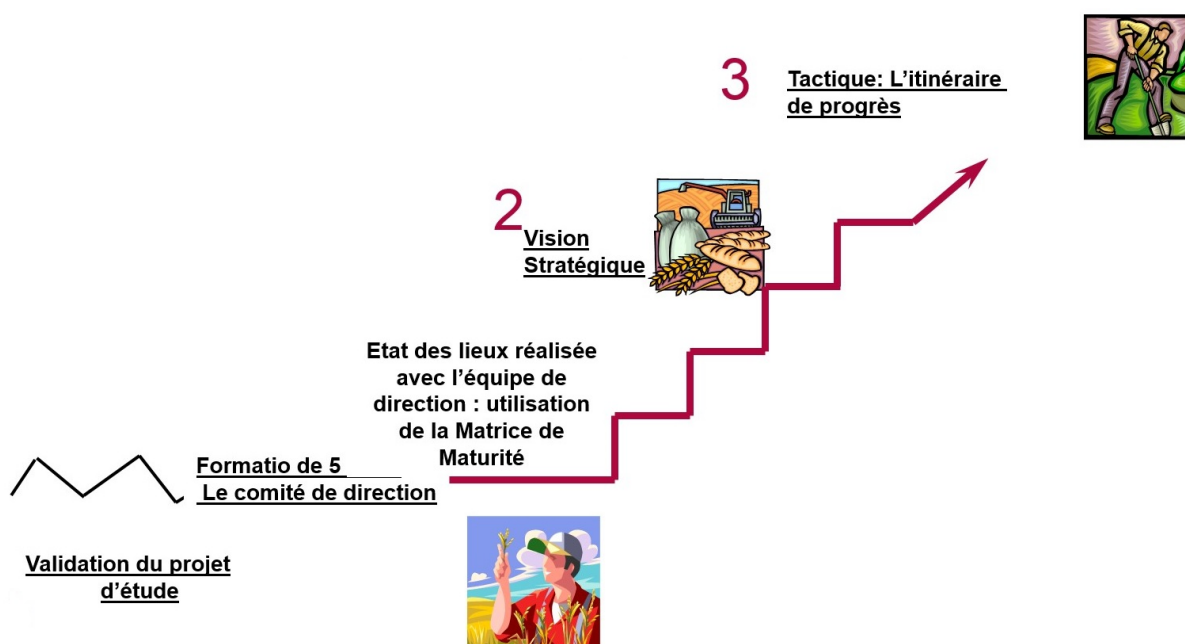 3
Tactique: L'itinéraire
de progrès
2
Vision
Stratégique
Etat des lieux réalisée
avec l'équipe de
direction : utilisation
de la Matrice de
Maturité
Formatio de 5
Le comité de direction
Validation du projet
d'étude